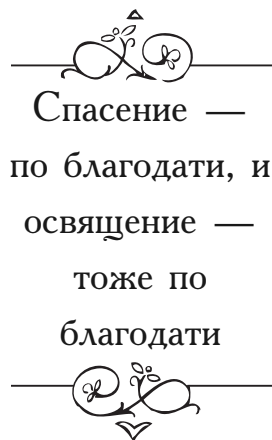 Спасение —
по благодати, и
освящение —
тоже по
благодати